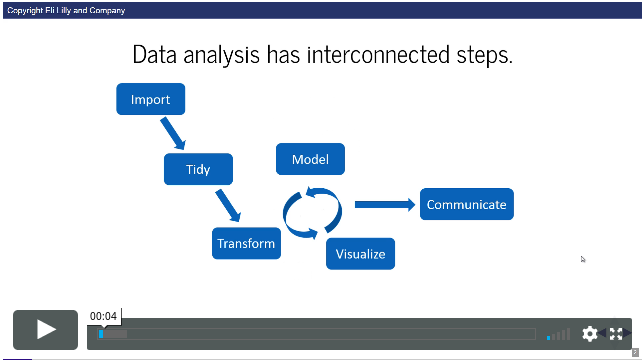 Copyright Eli Lilly and Company
Data analysis has interconnected steps.
Import
Tidy
Model
Communicate
Transform
Visualize
00:04